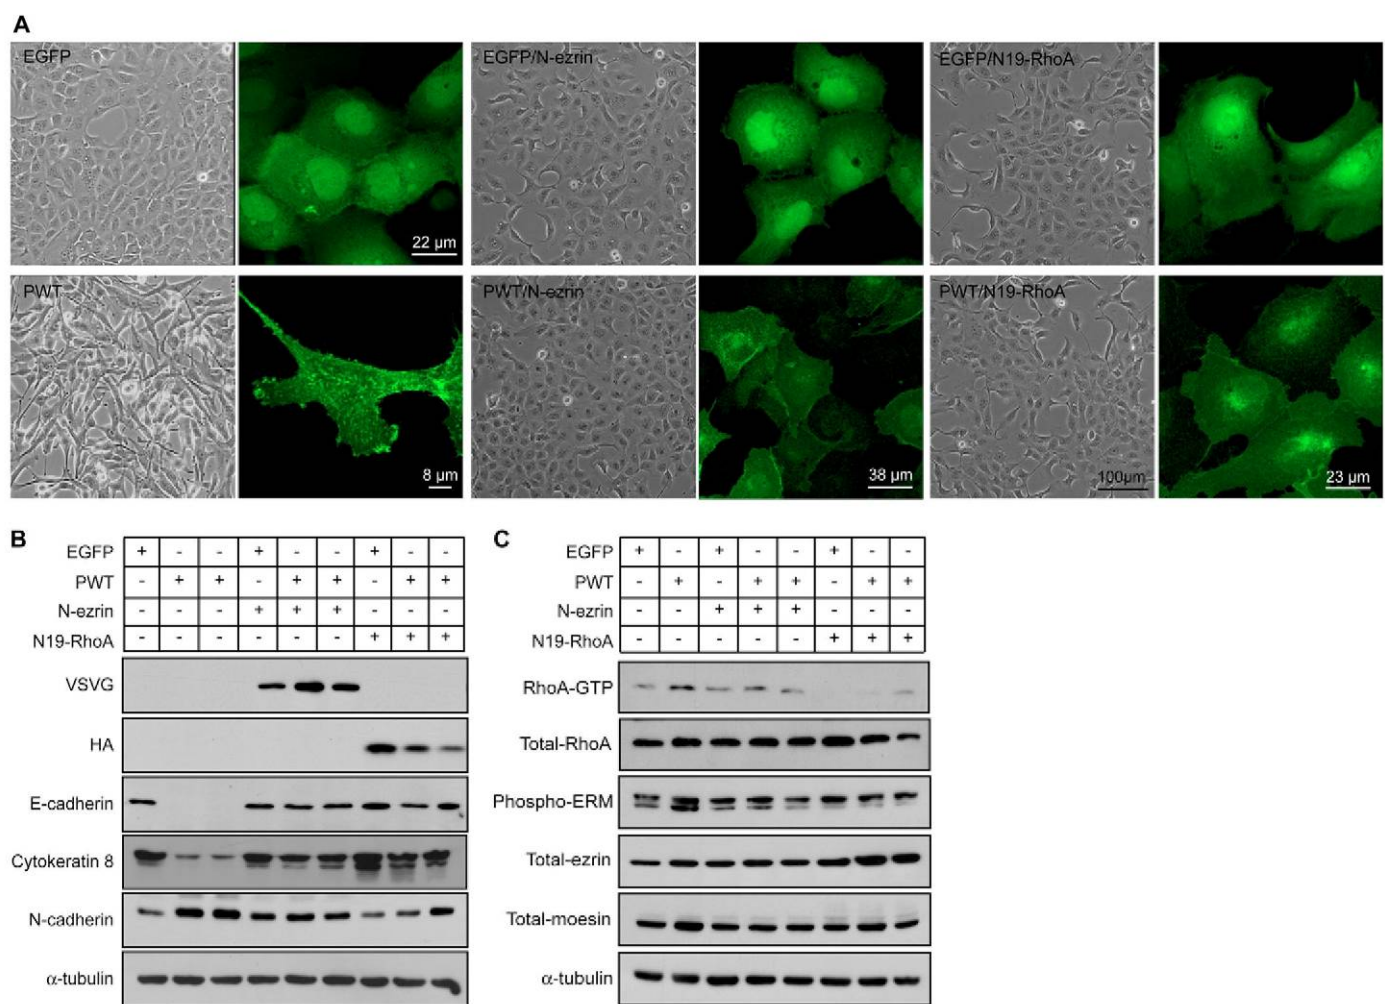 A
EGFP
EGFP/N-ezrin
EGFP/N19-RhoA
22 µm
PWT
PWT/N-ezrin
PWT/N19-RhoA
8 µm
38 µm
100µm
23 µm
B
EGFP + - - + - - + - -
PWT - + + - + + - + +
N-ezrin - - - + + + - - -
N19-RhoA - - - - - - + + +
VSVG
HA
E-cadherin
Cytokeratin 8
N-cadherin
α-tubulin
C
EGFP + - + - - + - -
PWT - + - + + - + +
N-ezrin - - + + + - - -
N19-RhoA - - - - - + + +
RhoA-GTP
Total-RhoA
Phospho-ERM
Total-ezrin
Total-moesin
α-tubulin